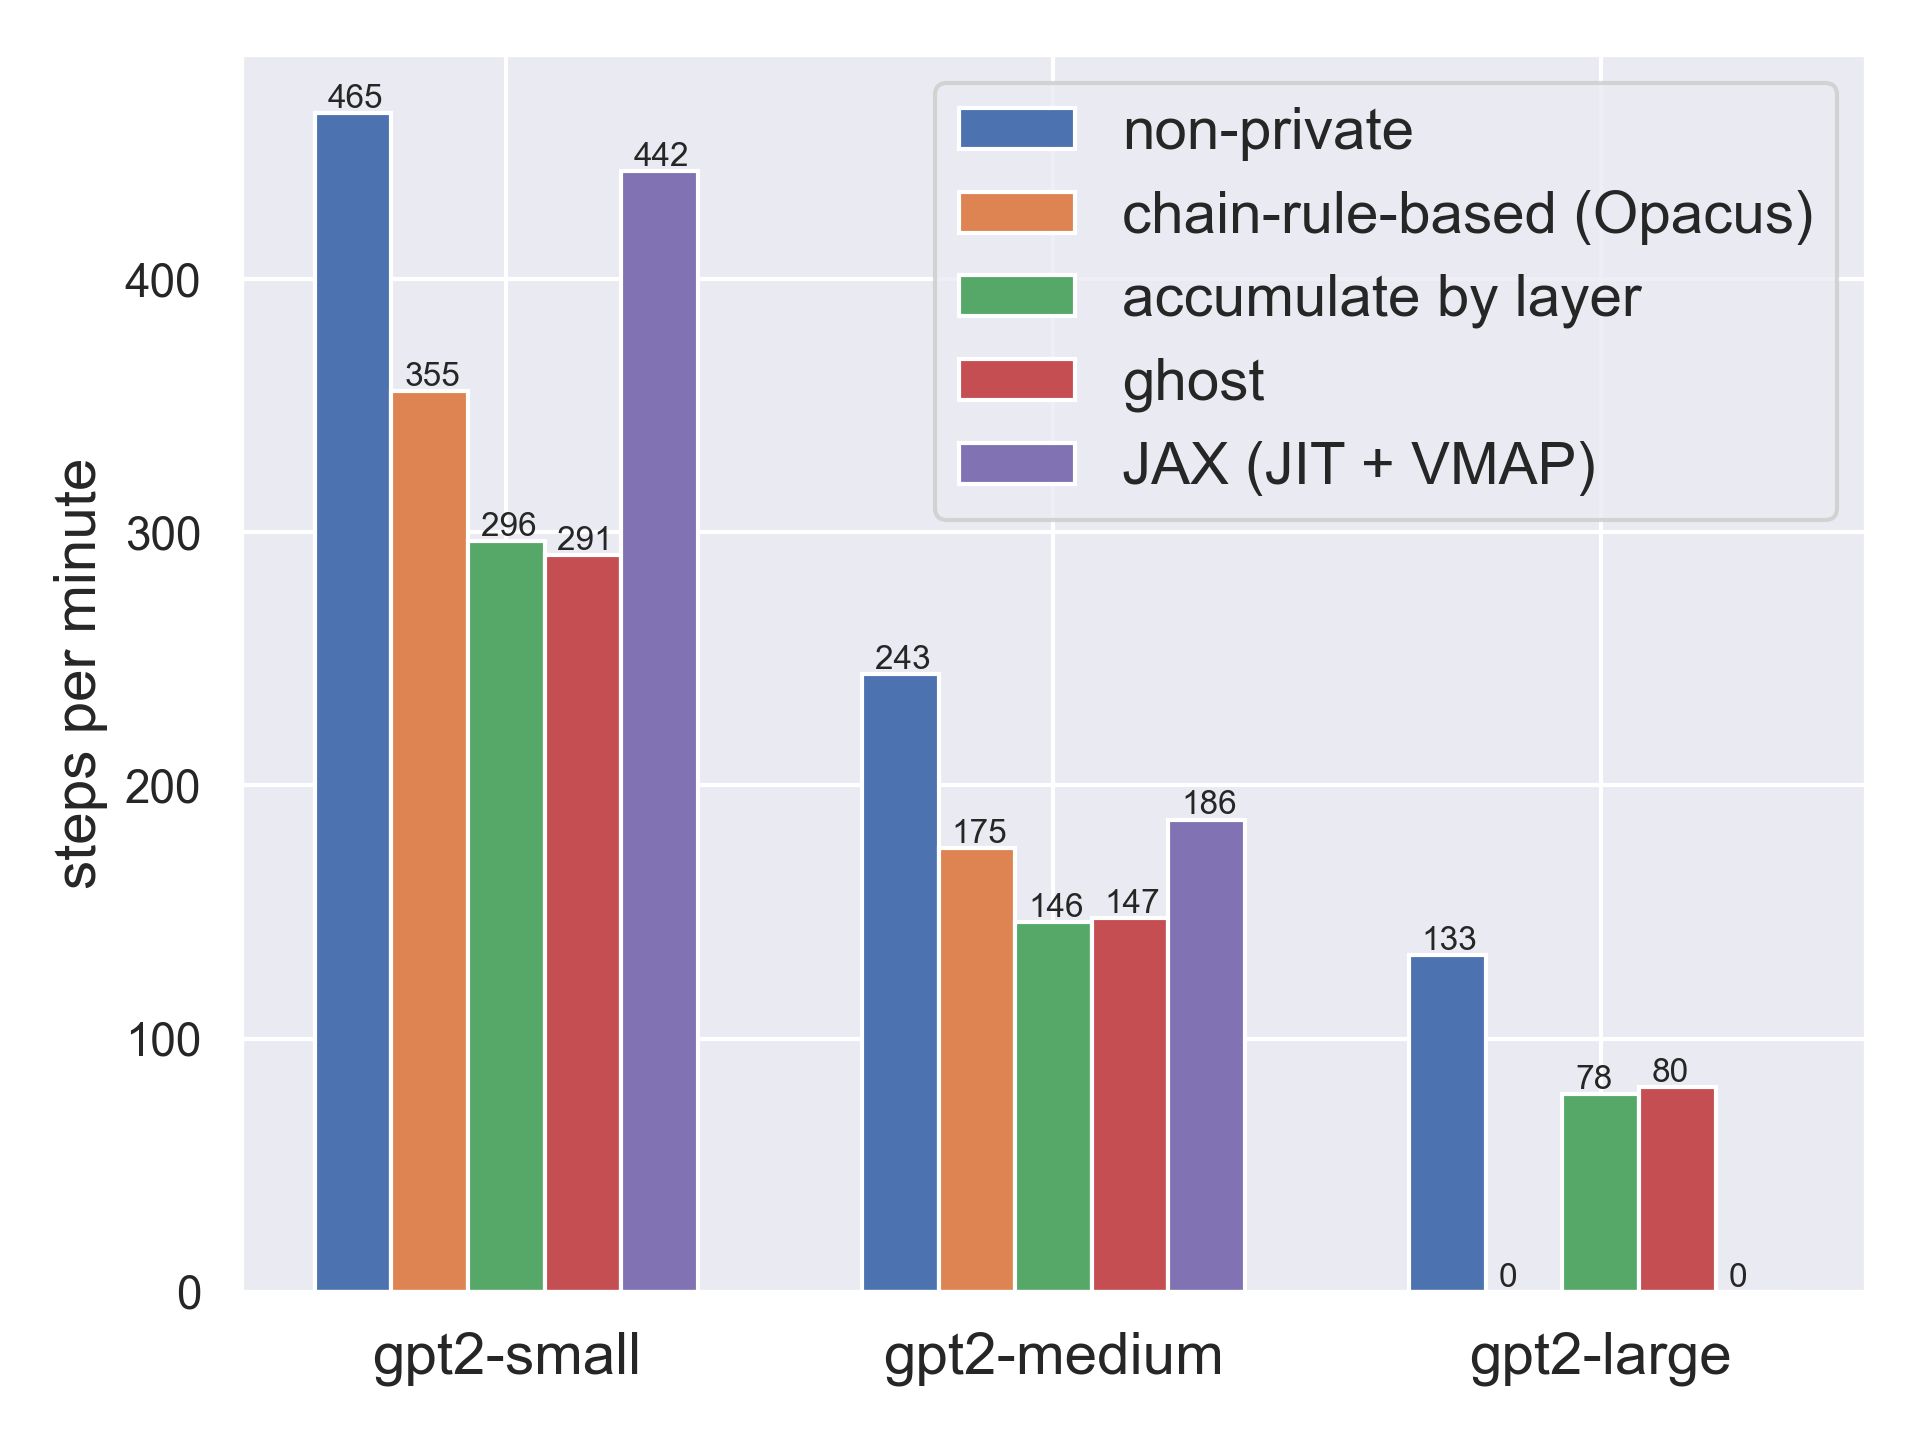 465
442
355
296
291
243
175
146
147
186
133
0
78
80
0
non-private
chain-rule-based (Opacus)
accumulate by layer
ghost
JAX (JIT + VMAP)
steps per minute
400
300
200
100
0
gpt2-small
gpt2-medium
gpt2-large